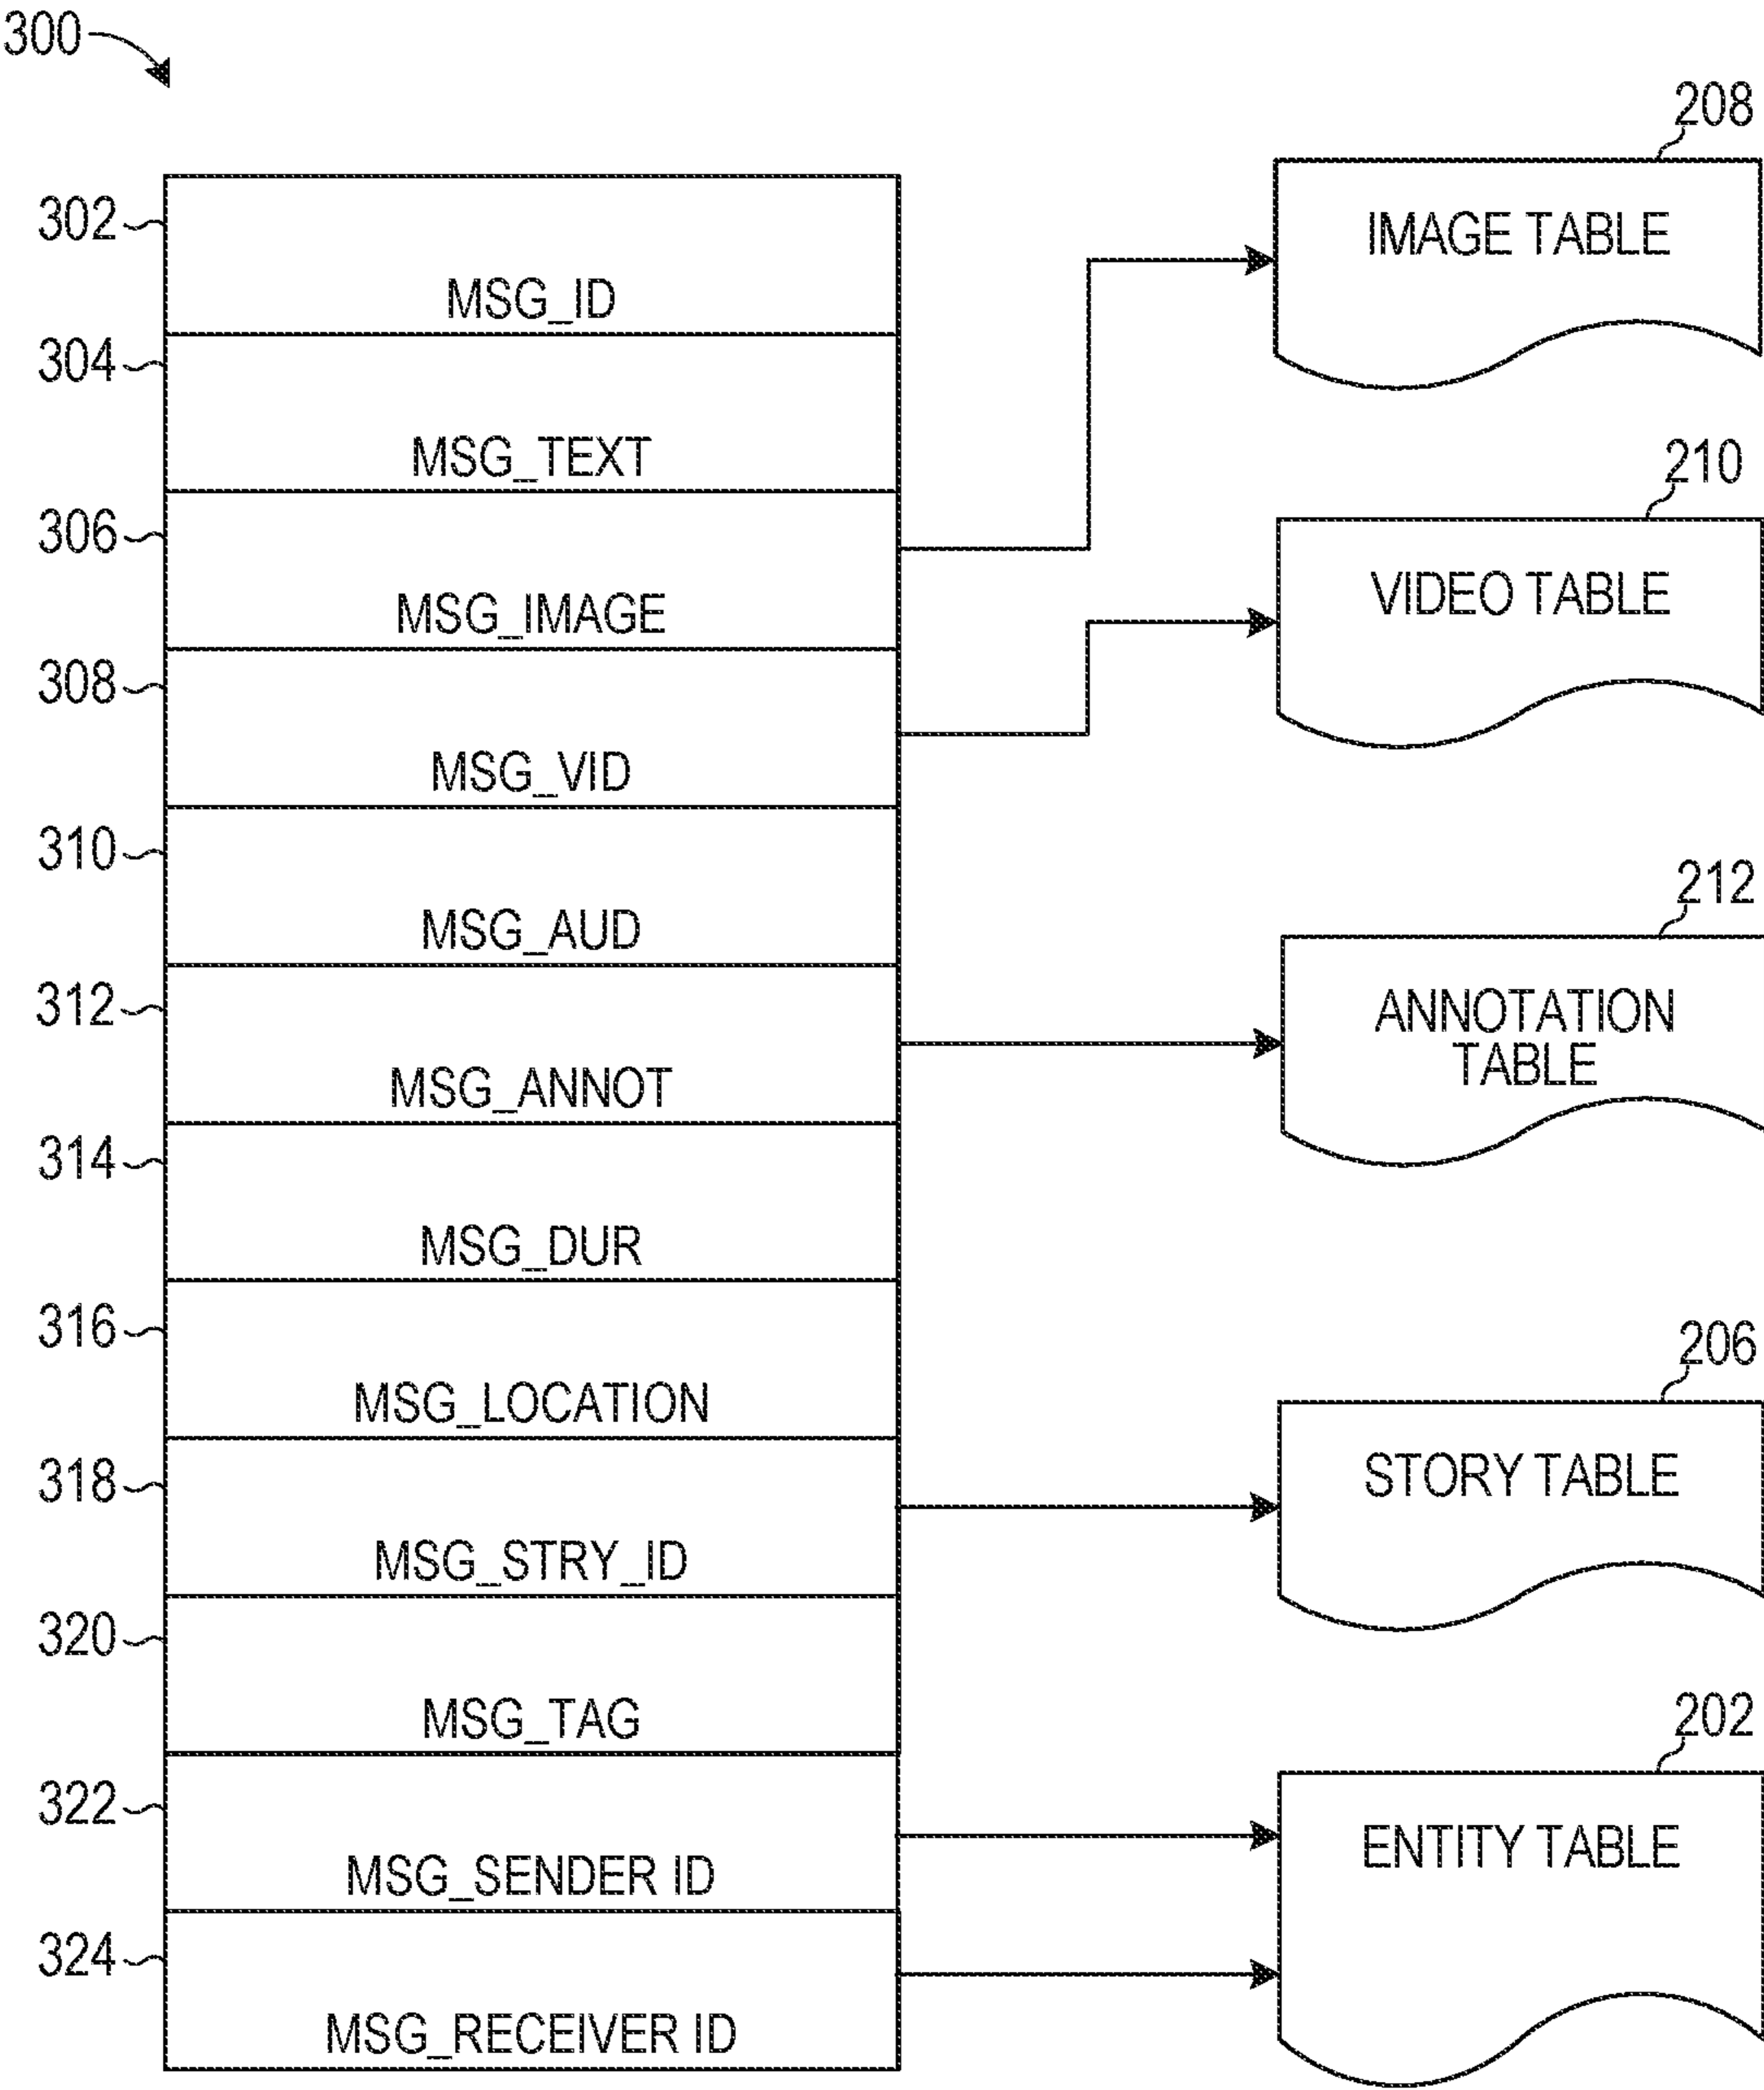 300
302
MSG_ID
304
MSG_TEXT
306
MSG_IMAGE
308
MSG_VID
310
MSG_AUD
312
MSG_ANNOT
314
MSG_DUR
316
MSG_LOCATION
318
MSG_STRY_ID
320
MSG_TAG
322
MSG_SENDER ID
324
MSG_RECEIVER ID
208
IMAGE TABLE
210
VIDEO TABLE
212
ANNOTATION
TABLE
206
STORY TABLE
202
ENTITY TABLE